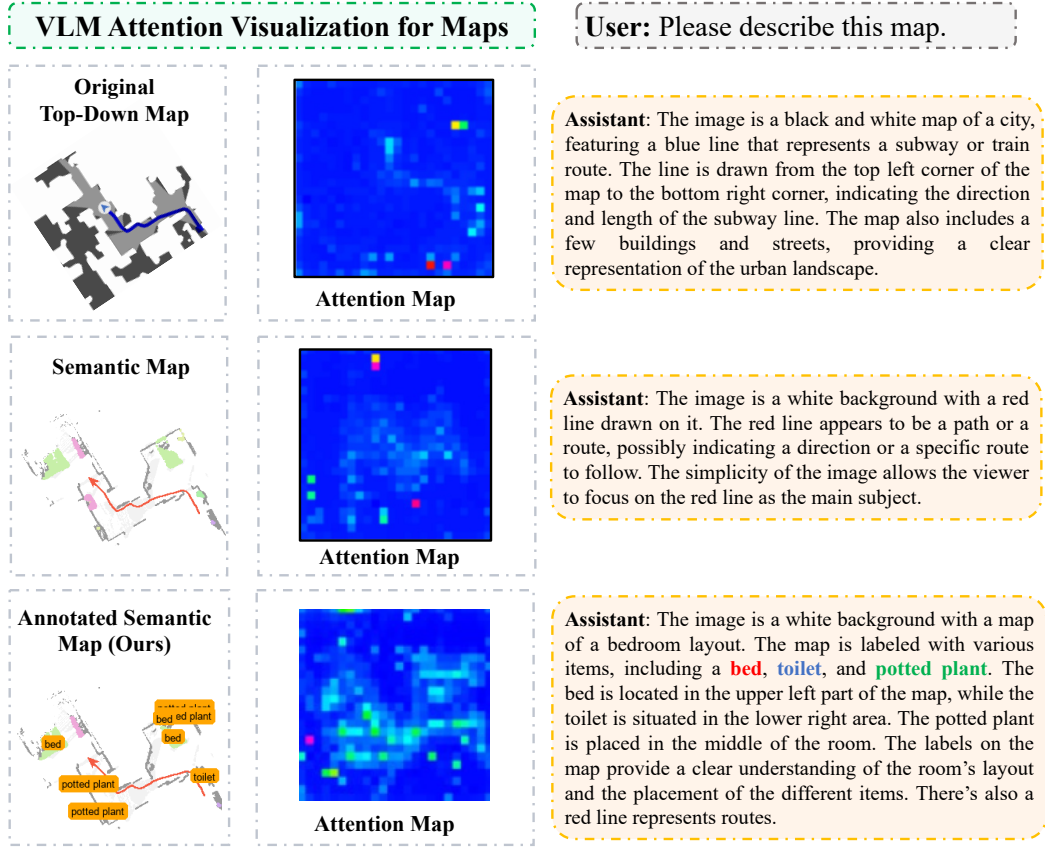 VLM Attention Visualization for Maps
User: Please describe this map.
Original
Top-Down Map
Attention Map
Assistant: The image is a black and white map of a city,
featuring a blue line that represents a subway or train
route. The line is drawn from the top left corner of the
map to the bottom right corner, indicating the direction
and length of the subway line. The map also includes a
few buildings and streets, providing a clear
representation of the urban landscape.
Semantic Map
Attention Map
Assistant: The image is a white background with a red
line drawn on it. The red line appears to be a path or a
route, possibly indicating a direction or a specific route
to follow. The simplicity of the image allows the viewer
to focus on the red line as the main subject.
Annotated Semantic
Map (Ours)
bed
ed plant
bed
bed
potted plant
toilet
potted plant
Attention Map
Assistant: The image is a white background with a map
of a bedroom layout. The map is labeled with various
items, including a bed, toilet, and potted plant. The
bed is located in the upper left part of the map, while the
toilet is situated in the lower right area. The potted plant
is placed in the middle of the room. The labels on the
map provide a clear understanding of the room's layout
and the placement of the different items. There's also a
red line represents routes.